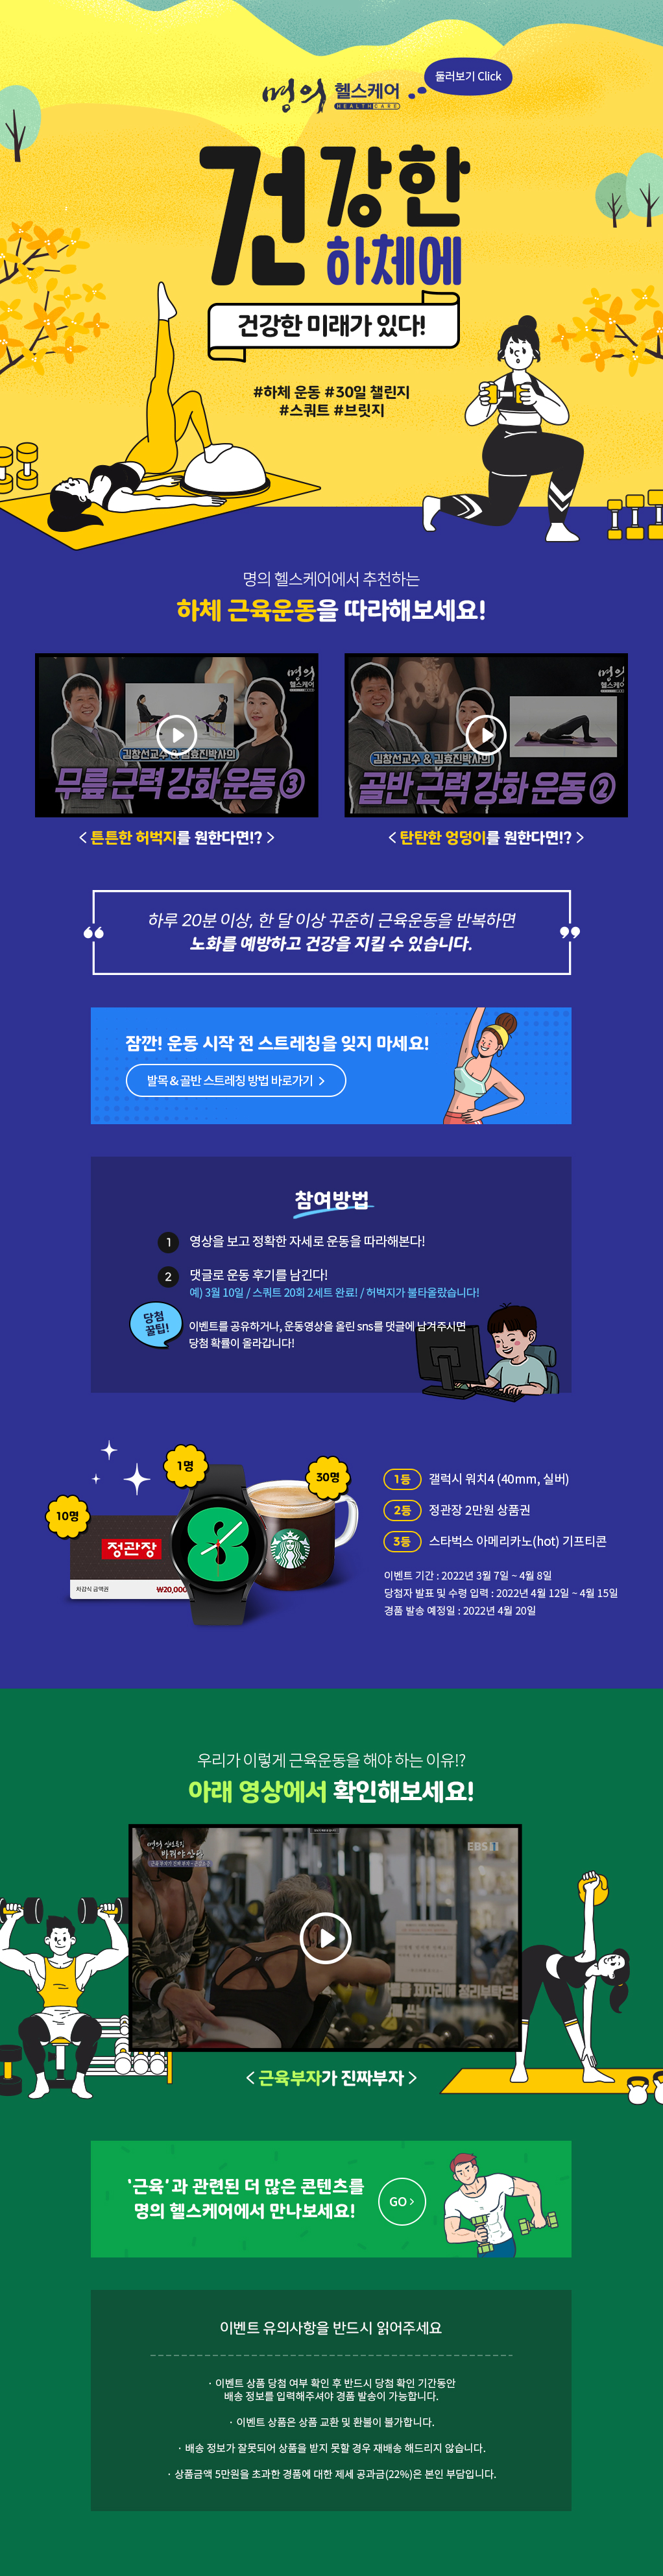 명의 헬스케어
HEALTHCARE
둘러보기 Click
건강한
하체에
건강한 미래가 있다!
#하체 운동 #30일 챌린지
#스쿼트 #브릿지
명의 헬스케어에서 추천하는
하체 근육운동을 따라해보세요!
명의
헬스케어
김창선교수 & 김효진박사의
무릎 근력 강화 운동 ③
명의
헬스케어
김창선교수 & 김효진박사의
골반 근력 강화 운동 ②
< 튼튼한 허벅지를 원한다면!? >
< 탄탄한 엉덩이를 원한다면!? >
“
하루 20분 이상, 한 달 이상 꾸준히 근육운동을 반복하면
노화를 예방하고 건강을 지킬 수 있습니다.
”
잠깐! 운동 시작 전 스트레칭을 잊지 마세요!
발목 & 골반 스트레칭 방법 바로가기 >
참여방법
1 영상을 보고 정확한 자세로 운동을 따라해본다!
2 댓글로 운동 후기를 남긴다!
예) 3월 10일 / 스쿼트 20회 2세트 완료! / 허벅지가 불타올랐습니다!
당첨
꿀팁!
이벤트를 공유하거나, 운동영상을 올린 sns를 댓글에 남겨주시면
당첨 확률이 올라갑니다!
10명
1명
30명
정관장
차감식 금액권
₩20,000
1등 갤럭시 워치4 (40mm, 실버)
2등 정관장 2만원 상품권
3등 스타벅스 아메리카노(hot) 기프티콘
이벤트 기간 : 2022년 3월 7일 ~ 4월 8일
당첨자 발표 및 수령 입력 : 2022년 4월 12일 ~ 4월 15일
경품 발송 예정일 : 2022년 4월 20일
우리가 이렇게 근육운동을 해야 하는 이유!?
아래 영상에서 확인해보세요!
바꿔야 산다
EBS 1
< 근육부자가 진짜부자 >
‘근육’과 관련된 더 많은 콘텐츠를
명의 헬스케어에서 만나보세요!
GO >
이벤트 유의사항을 반드시 읽어주세요
· 이벤트 상품 당첨 여부 확인 후 반드시 당첨 확인 기간동안
배송 정보를 입력해주셔야 경품 발송이 가능합니다.
· 이벤트 상품은 상품 교환 및 환불이 불가합니다.
· 배송 정보가 잘못되어 상품을 받지 못할 경우 재배송 해드리지 않습니다.
· 상품금액 5만원을 초과한 경품에 대한 제세 공과금(22%)은 본인 부담입니다.